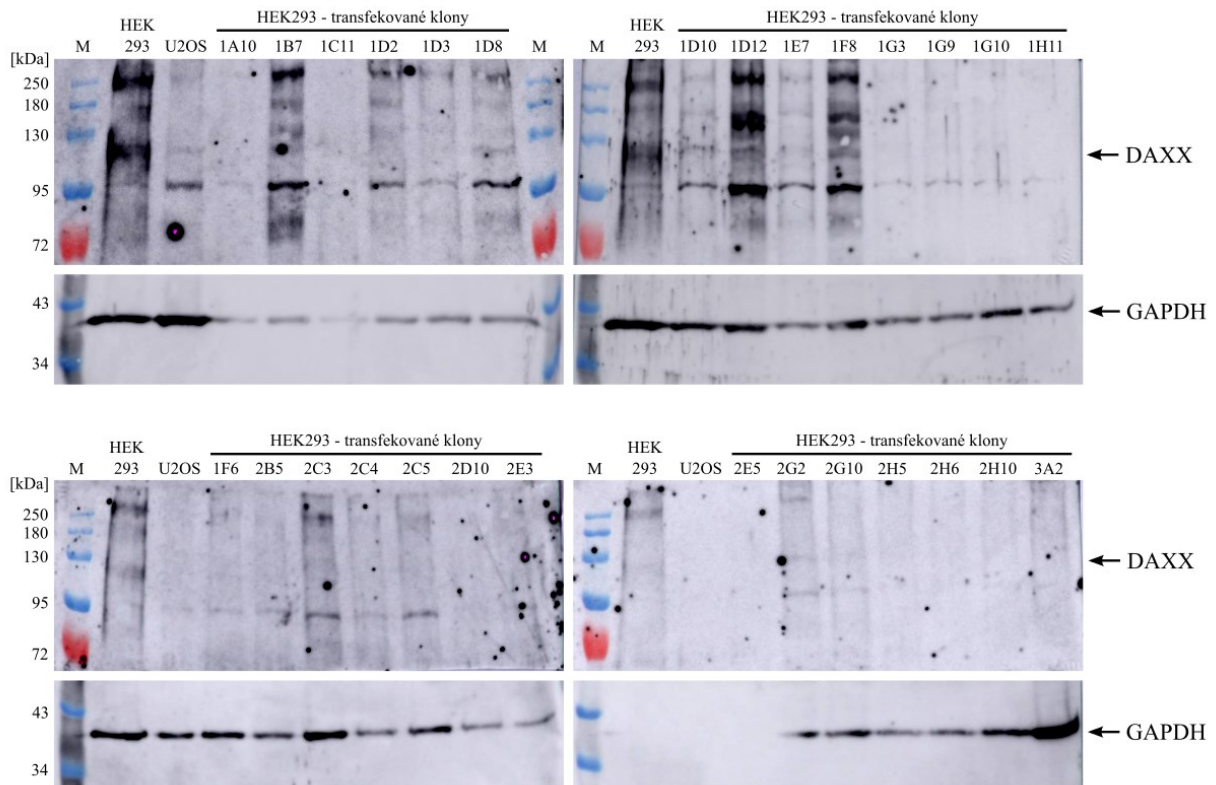 HEK293 - transfekované klony
HEK
M 293 U2OS 1A10 1B7 1C11 1D2 1D3 1D8 M
[kDa]
250
180
130
95
72
43
34
HEK293 - transfekované klony
HEK
M 293 1D10 1D12 1E7 1F8 1G3 1G9 1G10 1H11
DAXX
GAPDH
HEK293 - transfekované klony
HEK
M 293 U2OS 1F6 2B5 2C3 2C4 2C5 2D10 2E3
[kDa]
250
180
130
95
72
43
34
HEK293 - transfekované klony
HEK
M 293 U2OS 2E5 2G2 2G10 2H5 2H6 2H10 3A2
DAXX
GAPDH